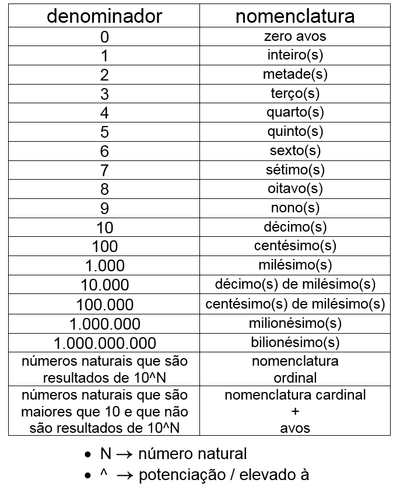 denominador nomenclatura
0 zero avos
1 inteiro(s)
2 metade(s)
3 terço(s)
4 quarto(s)
5 quinto(s)
6 sexto(s)
7 sétimo(s)
8 oitavo(s)
9 nono(s)
10 décimo(s)
100 centésimo(s)
1.000 milésimo(s)
10.000 décimo(s) de milésimo(s)
100.000 centésimo(s) de milésimo(s)
1.000.000 milionésimo(s)
1.000.000.000 bilionésimo(s)
números naturais que são nomenclatura
resultados de 10^N ordinal
números naturais que são nomenclatura cardinal
maiores que 10 e que não +
são resultados de 10^N avos
• N → número natural
• ^ → potenciação / elevado à